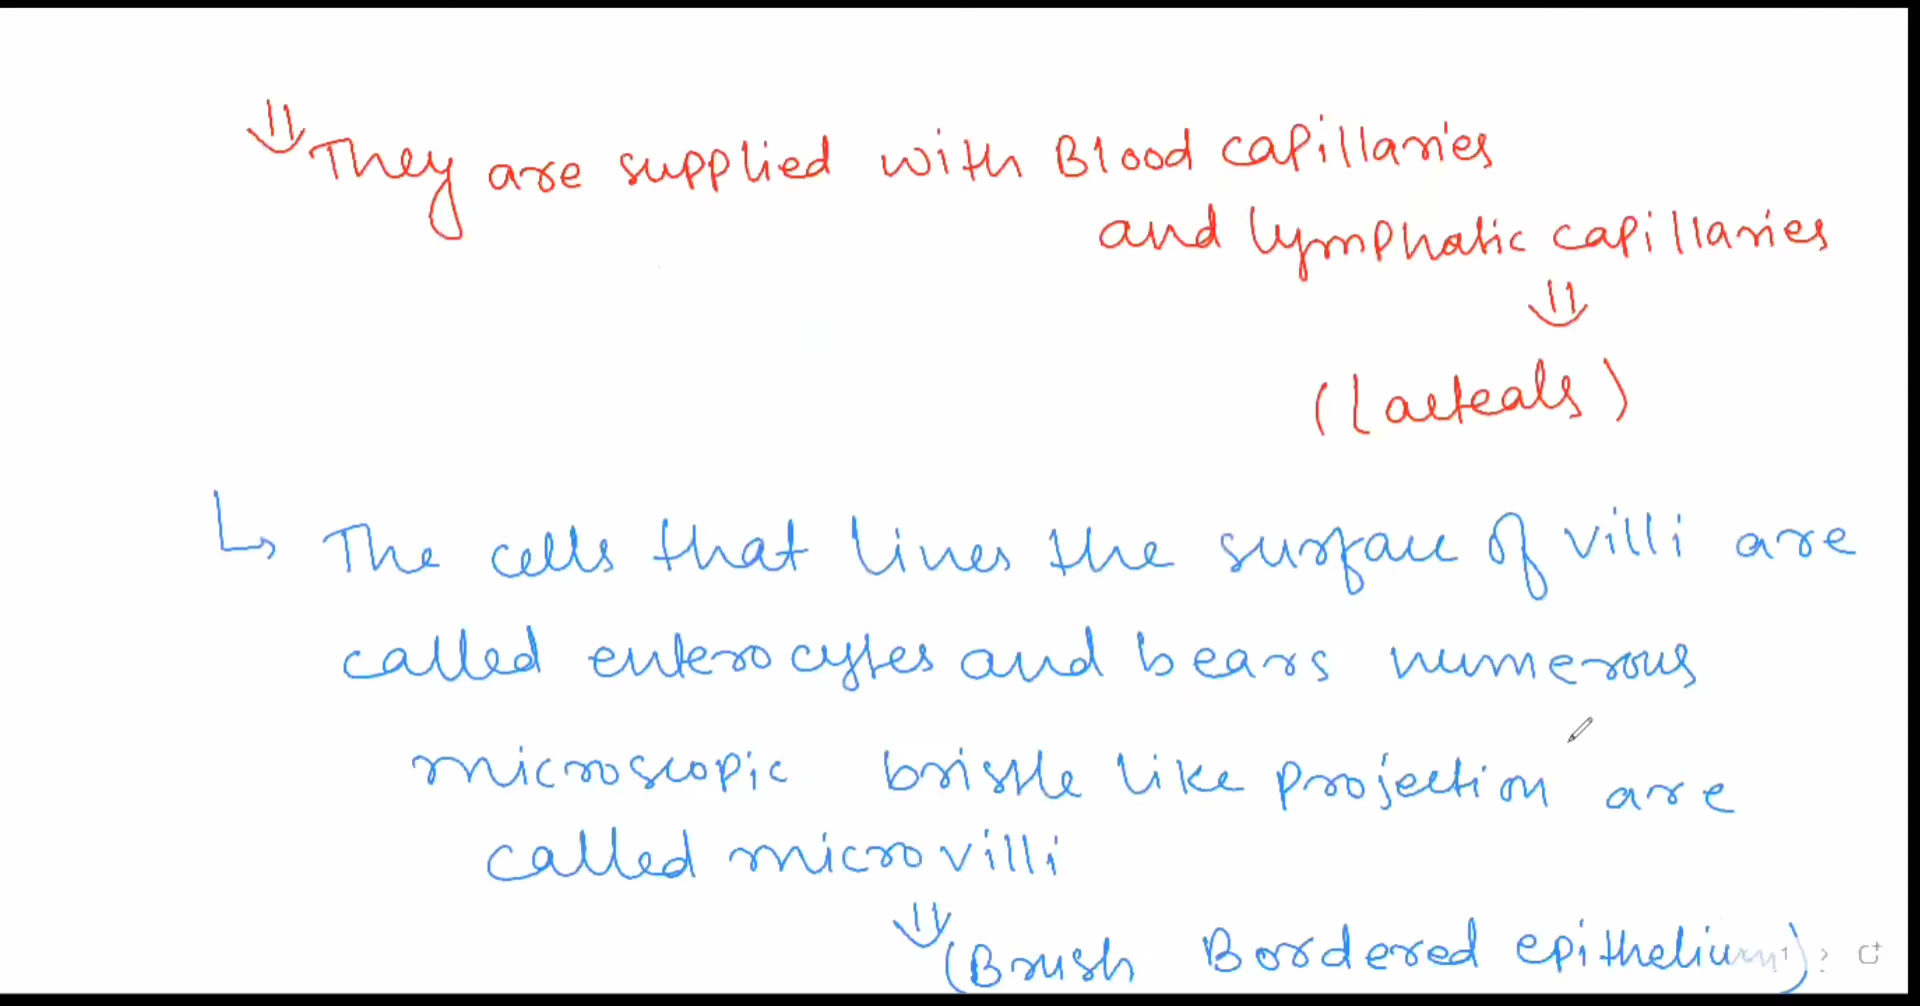 They are supplied with Blood capillaries
and lymphatic capillaries
(Lacteals)
The cells that lines the surface of villi are
called enterocytes and bears numerous
microscopic bristle like projection are
called microvilli
(Brush Bordered epithelium)